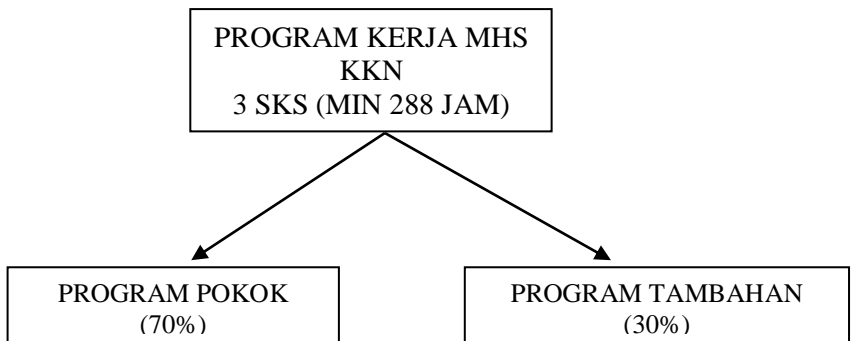 PROGRAM KERJA MHS
KKN
3 SKS (MIN 288 JAM)
PROGRAM POKOK
(70%)
PROGRAM TAMBAHAN
(30%)